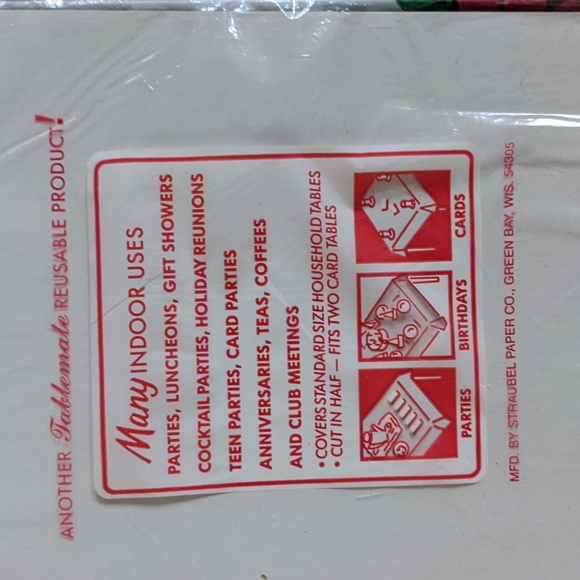 ANOTHER Tablemate REUSABLE PRODUCT!
Many INDOOR USES
PARTIES, LUNCHEONS, GIFT SHOWERS
COCKTAIL PARTIES, HOLIDAY REUNIONS
TEEN PARTIES, CARD PARTIES
ANNIVERSARIES, TEAS, COFFEES
AND CLUB MEETINGS
• COVERS STANDARD SIZE HOUSEHOLD TABLES
• CUT IN HALF — FITS TWO CARD TABLES
PARTIES BIRTHDAYS CARDS
MFD. BY STRAUBEL PAPER CO., GREEN BAY, WIS. 54305